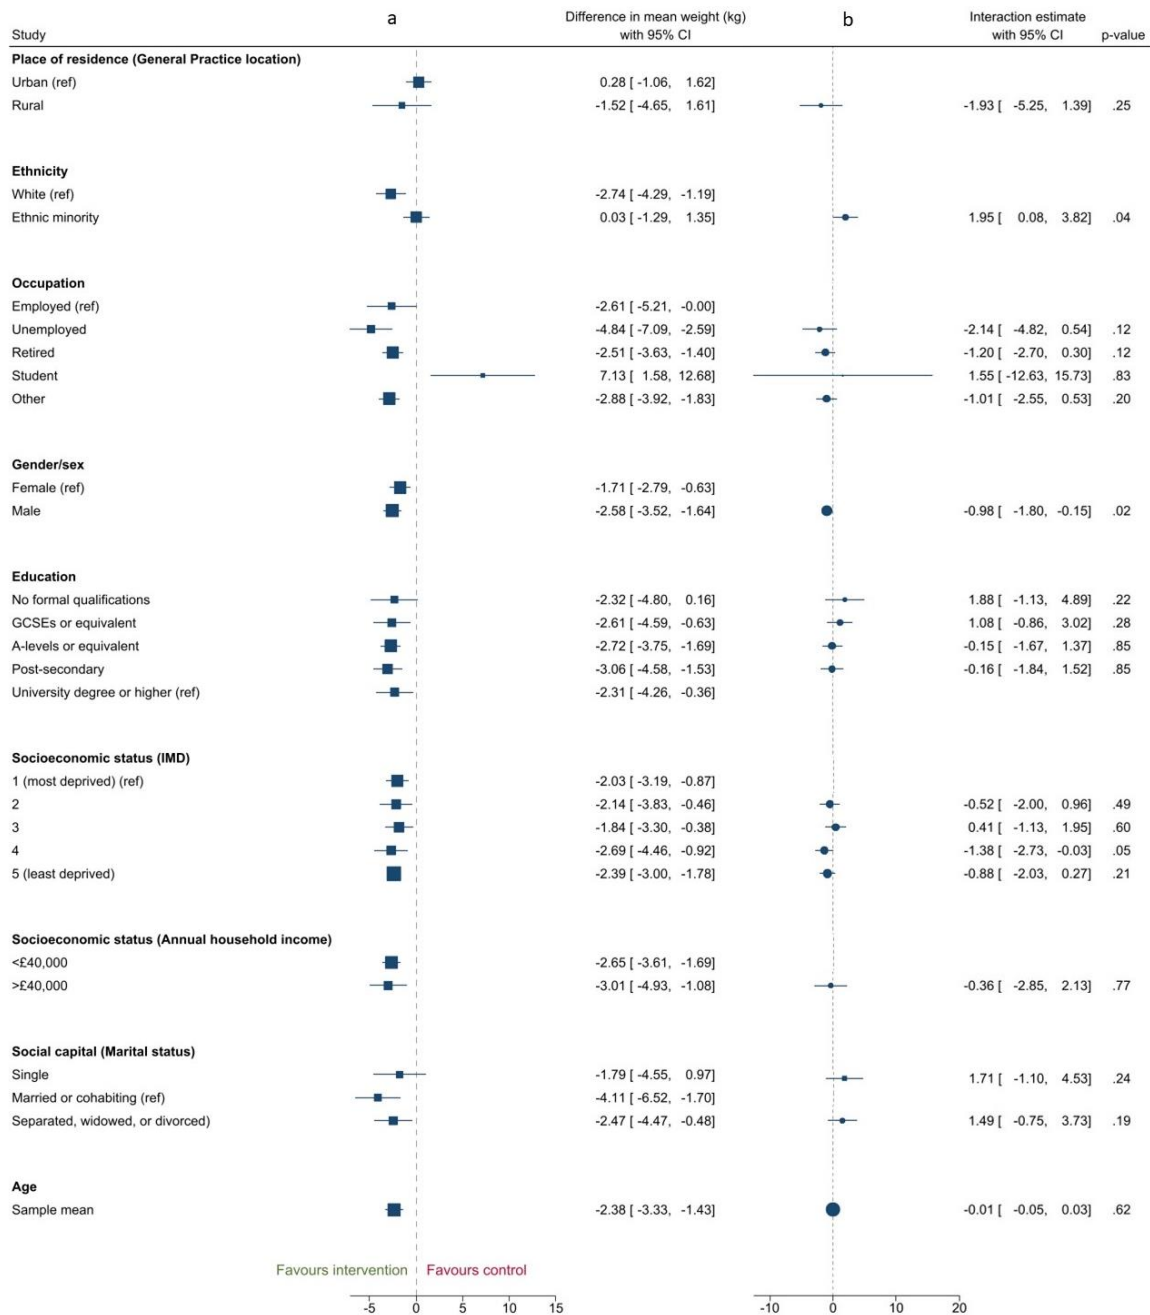 a Difference in mean weight (kg) b Interaction estimate
Study with 95% CI with 95% CI p-value
Place of residence (General Practice location)
Urban (ref) 0.28 [ -1.06, 1.62]
Rural -1.52 [ -4.65, 1.61] -1.93 [ -5.25, 1.39] .25
Ethnicity
White (ref) -2.74 [ -4.29, -1.19]
Ethnic minority 0.03 [ -1.29, 1.35] 1.95 [ 0.08, 3.82] .04
Occupation
Employed (ref) -2.61 [ -5.21, -0.00]
Unemployed -4.84 [ -7.09, -2.59] -2.14 [ -4.82, 0.54] .12
Retired -2.51 [ -3.63, -1.40] -1.20 [ -2.70, 0.30] .12
Student 7.13 [ 1.58, 12.68] 1.55 [ -12.63, 15.73] .83
Other -2.88 [ -3.92, -1.83] -1.01 [ -2.55, 0.53] .20
Gender/sex
Female (ref) -1.71 [ -2.79, -0.63]
Male -2.58 [ -3.52, -1.64] -0.98 [ -1.80, -0.15] .02
Education
No formal qualifications -2.32 [ -4.80, 0.16] 1.88 [ -1.13, 4.89] .22
GCSEs or equivalent -2.61 [ -4.59, -0.63] 1.08 [ -0.86, 3.02] .28
A-levels or equivalent -2.72 [ -3.75, -1.69] -0.15 [ -1.67, 1.37] .85
Post-secondary -3.06 [ -4.58, -1.53] -0.16 [ -1.84, 1.52] .85
University degree or higher (ref) -2.31 [ -4.26, -0.36]
Socioeconomic status (IMD)
1 (most deprived) (ref) -2.03 [ -3.19, -0.87]
2 -2.14 [ -3.83, -0.46] -0.52 [ -2.00, 0.96] .49
3 -1.84 [ -3.30, -0.38] 0.41 [ -1.13, 1.95] .60
4 -2.69 [ -4.46, -0.92] -1.38 [ -2.73, -0.03] .05
5 (least deprived) -2.39 [ -3.00, -1.78] -0.88 [ -2.03, 0.27] .21
Socioeconomic status (Annual household income)
<£40,000 -2.65 [ -3.61, -1.69]
>£40,000 -3.01 [ -4.93, -1.08] -0.36 [ -2.85, 2.13] .77
Social capital (Marital status)
Single -1.79 [ -4.55, 0.97] 1.71 [ -1.10, 4.53] .24
Married or cohabiting (ref) -4.11 [ -6.52, -1.70]
Separated, widowed, or divorced) -2.47 [ -4.47, -0.48] 1.49 [ -0.75, 3.73] .19
Age
Sample mean -2.38 [ -3.33, -1.43] -0.01 [ -0.05, 0.03] .62
Favours intervention Favours control
-5 0 5 10 15 -10 0 10 20